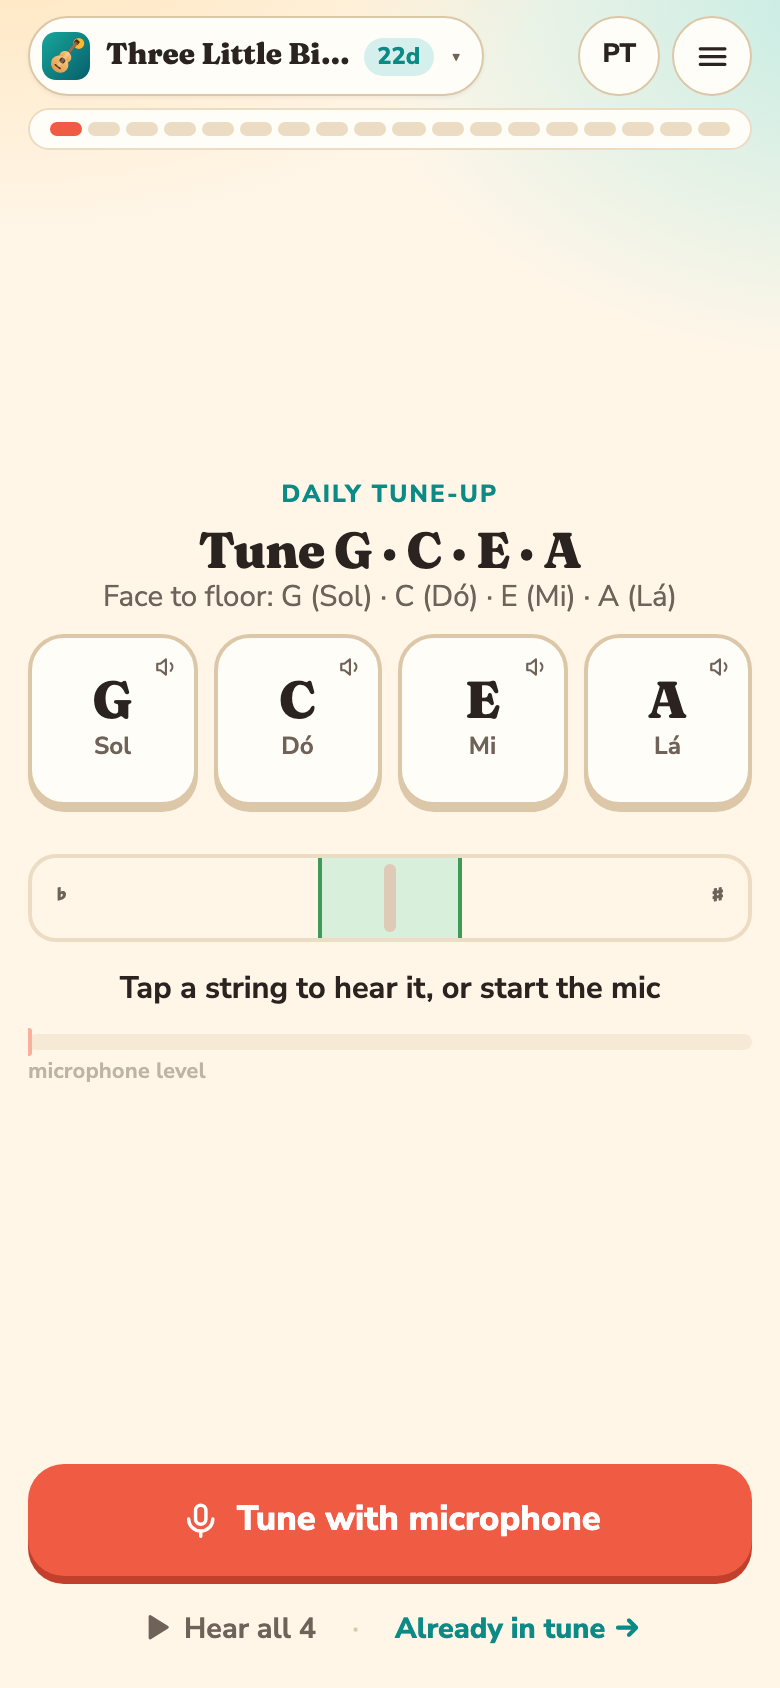 Three Little Bi... 22d ▾ PT
DAILY TUNE-UP
Tune G · C · E · A
Face to floor: G (Sol) · C (Dó) · E (Mi) · A (Lá)
G C E A
Sol Dó Mi Lá
♭ ♯
Tap a string to hear it, or start the mic
microphone level
Tune with microphone
Hear all 4 · Already in tune →